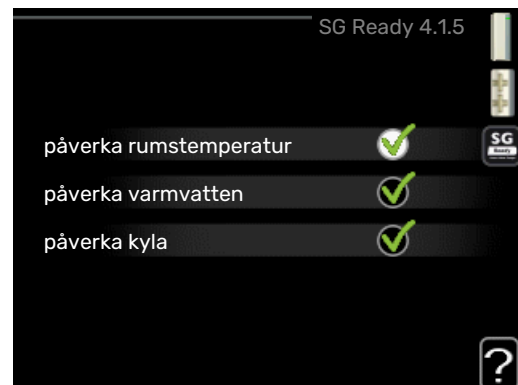 SG Ready 4.1.5
påverka rumstemperatur
SG
Ready
påverka varmvatten
påverka kyla
?